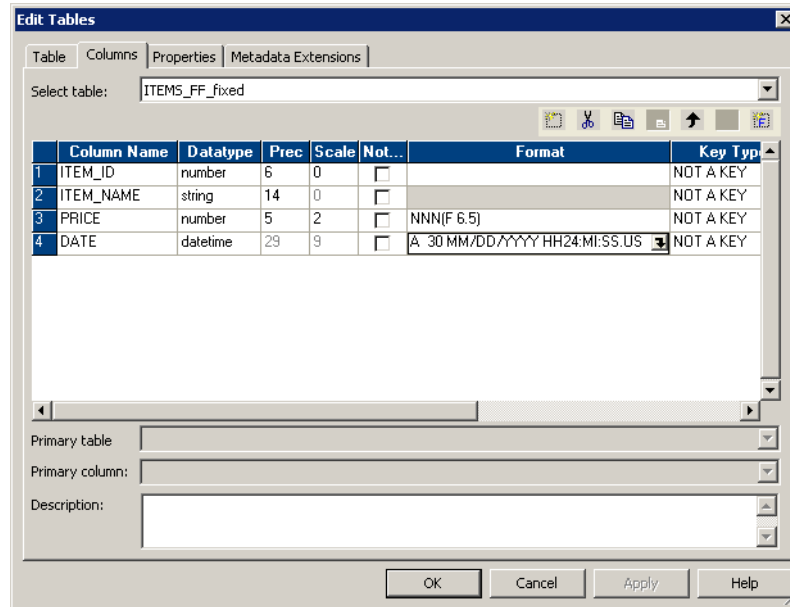 Edit Tables
Table Columns Properties Metadata Extensions
Select table: ITEMS_FF_fixed
Column Name Datatype Prec Scale Not... Format Key Typ
1 ITEM_ID number 6 0 NOT A KEY
2 ITEM_NAME string 14 0 NOT A KEY
3 PRICE number 5 2 NNN(F 6.5) NOT A KEY
4 DATE datetime 29 9 A 30 MM/DD/YYYY HH24:MI:SS.US NOT A KEY
Primary table
Primary column:
Description:
OK Cancel Apply Help